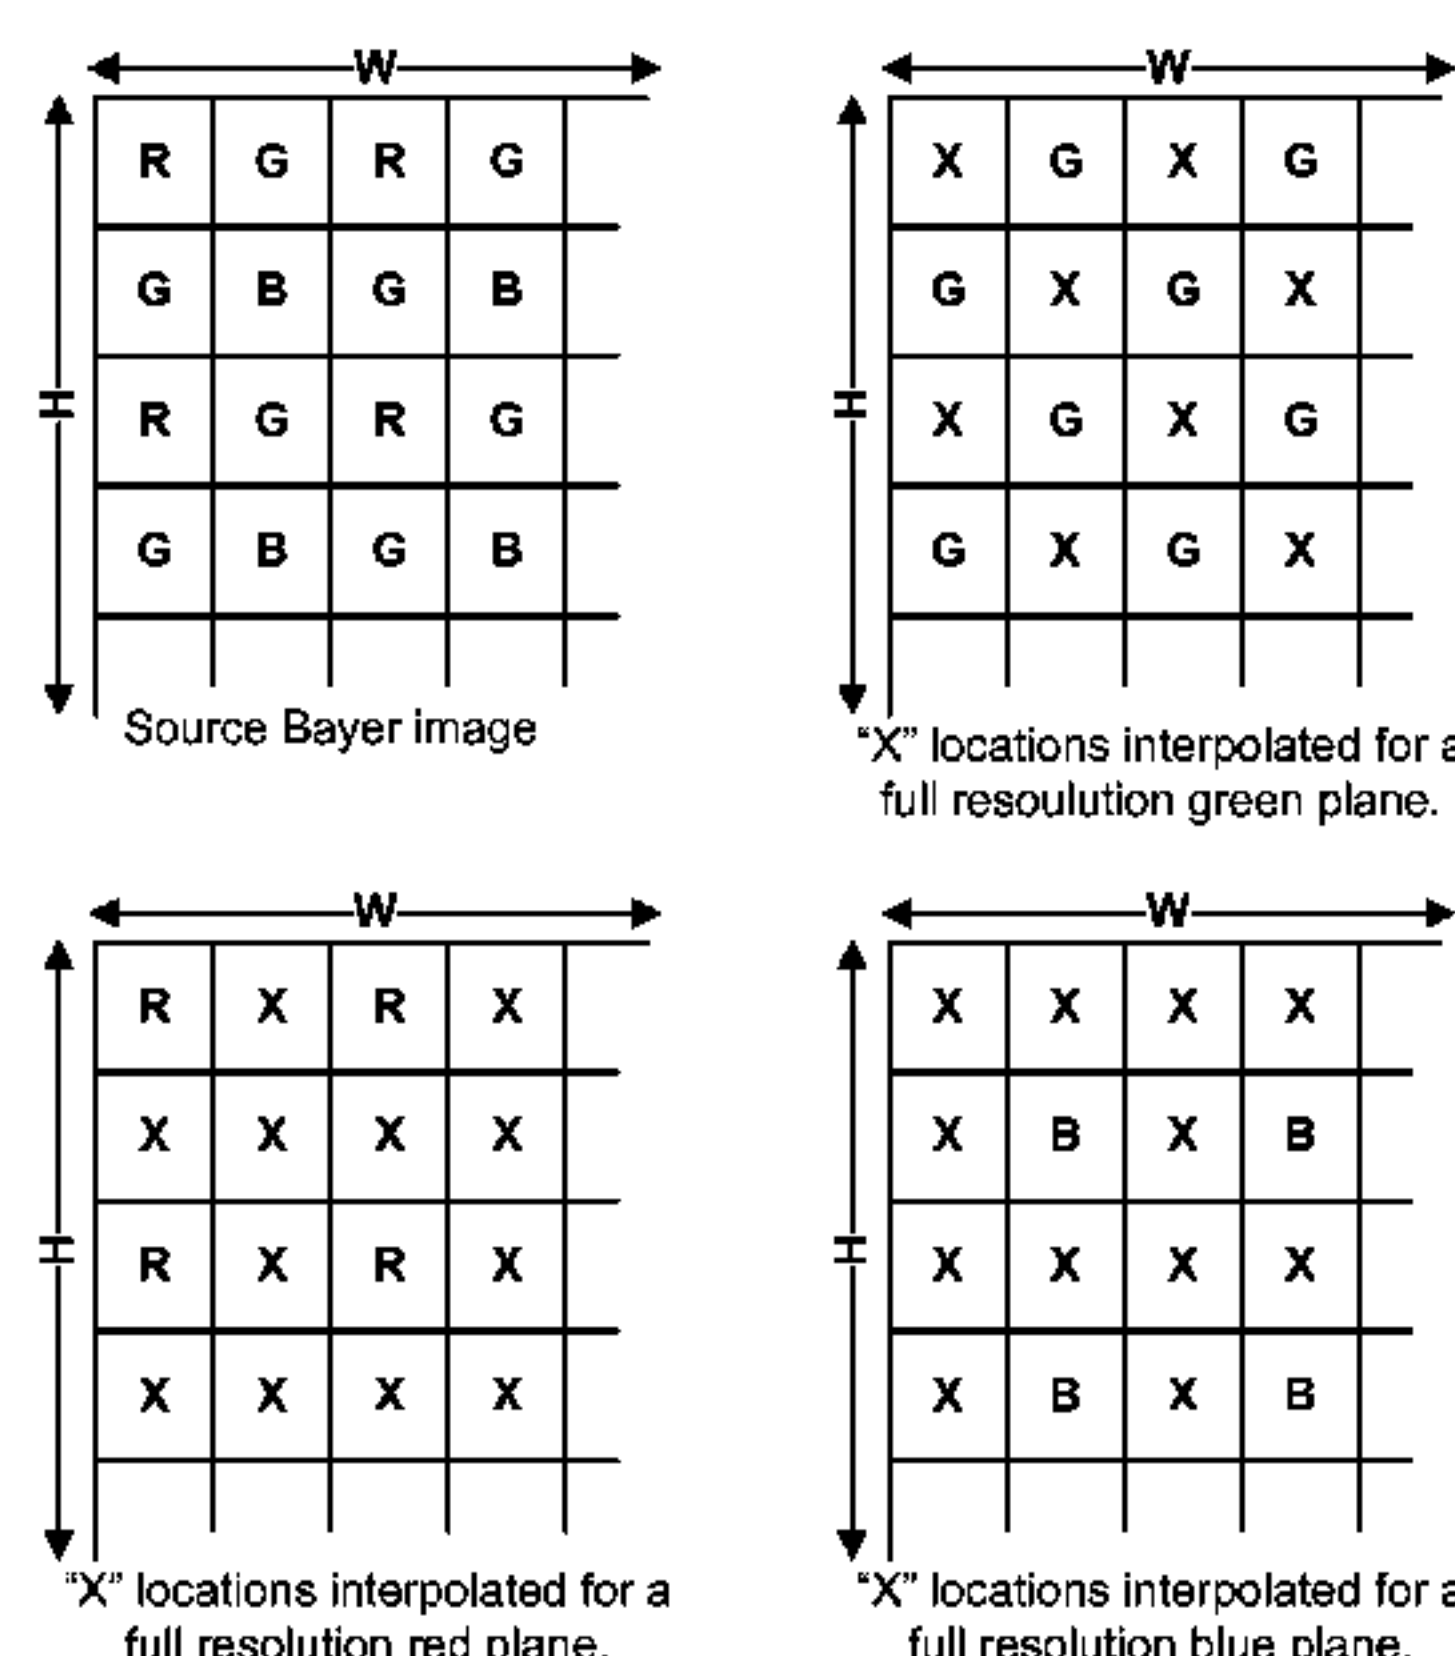 W
H
R G R G
G B G B
R G R G
G B G B
Source Bayer image
W
H
X G X G
G X G X
X G X G
G X G X
“X” locations interpolated for a
full resoulution green plane.
W
H
R X R X
X X X X
R X R X
X X X X
“X” locations interpolated for a
full resolution red plane.
W
H
X X X X
X B X B
X X X X
X B X B
“X” locations interpolated for a
full resolution blue plane.